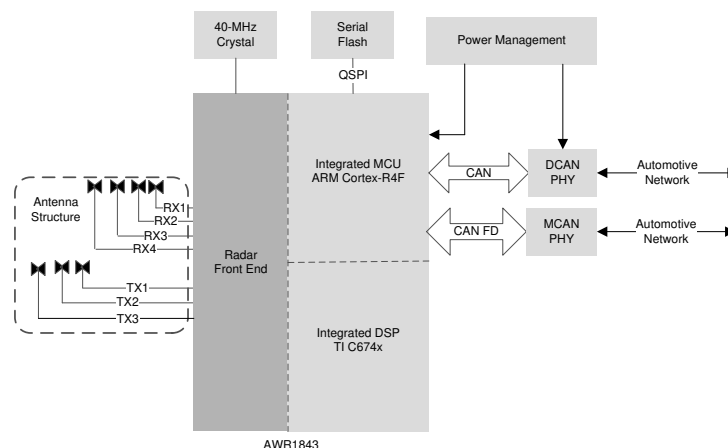 40-MHz
Crystal
Serial
Flash
Power Management
QSPI
Integrated MCU
ARM Cortex-R4F
CAN
DCAN
PHY
Automotive
Network
Antenna
Structure
RX1
RX2
RX3
RX4
CAN FD
MCAN
PHY
Automotive
Network
Radar
Front End
TX1
TX2
TX3
Integrated DSP
TI C674x
AWR1843